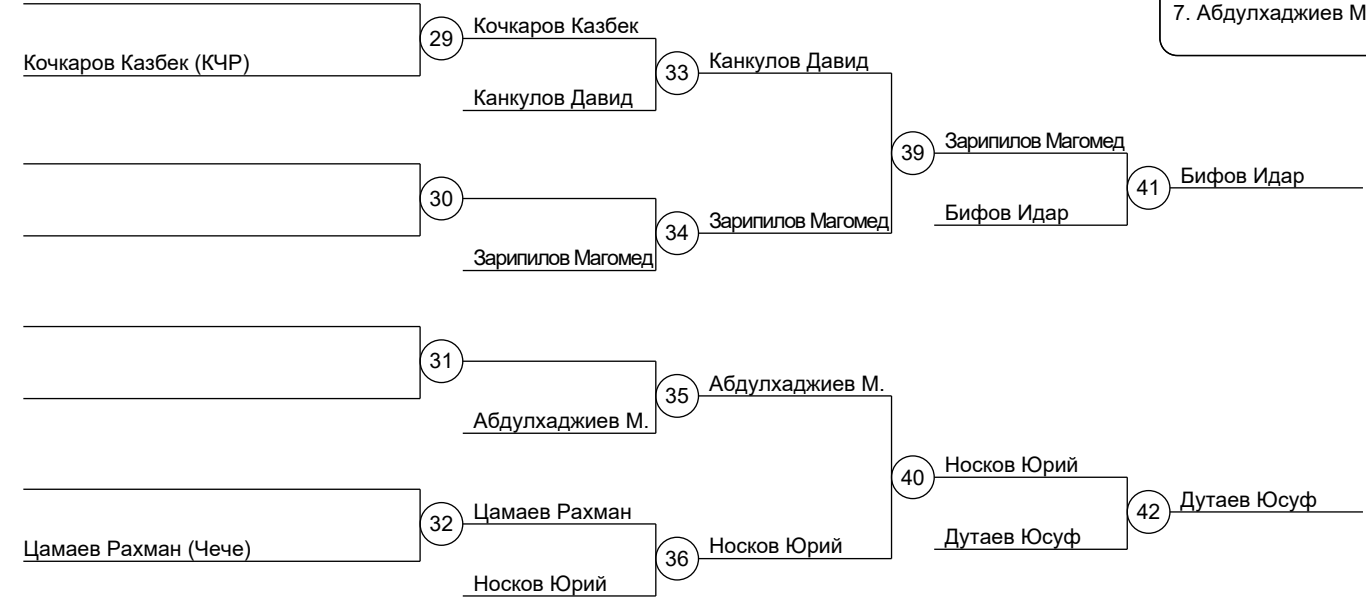 7. Абдулхаджиев М
Кочкаров Казбек
29
Кочкаров Казбек (КЧР)
Канкулов Давид
33
Канкулов Давид
Зарипилов Магомед
39
Бифов Идар
41
30
Зарипилов Магомед
Бифов Идар
34
Зарипилов Магомед
31
Абдулхаджиев М.
35
Абдулхаджиев М.
Носков Юрий
40
Цамаев Рахман
Дутаев Юсуф
32
42
Цамаев Рахман (Чече)
Носков Юрий
Дутаев Юсуф
36
Носков Юрий